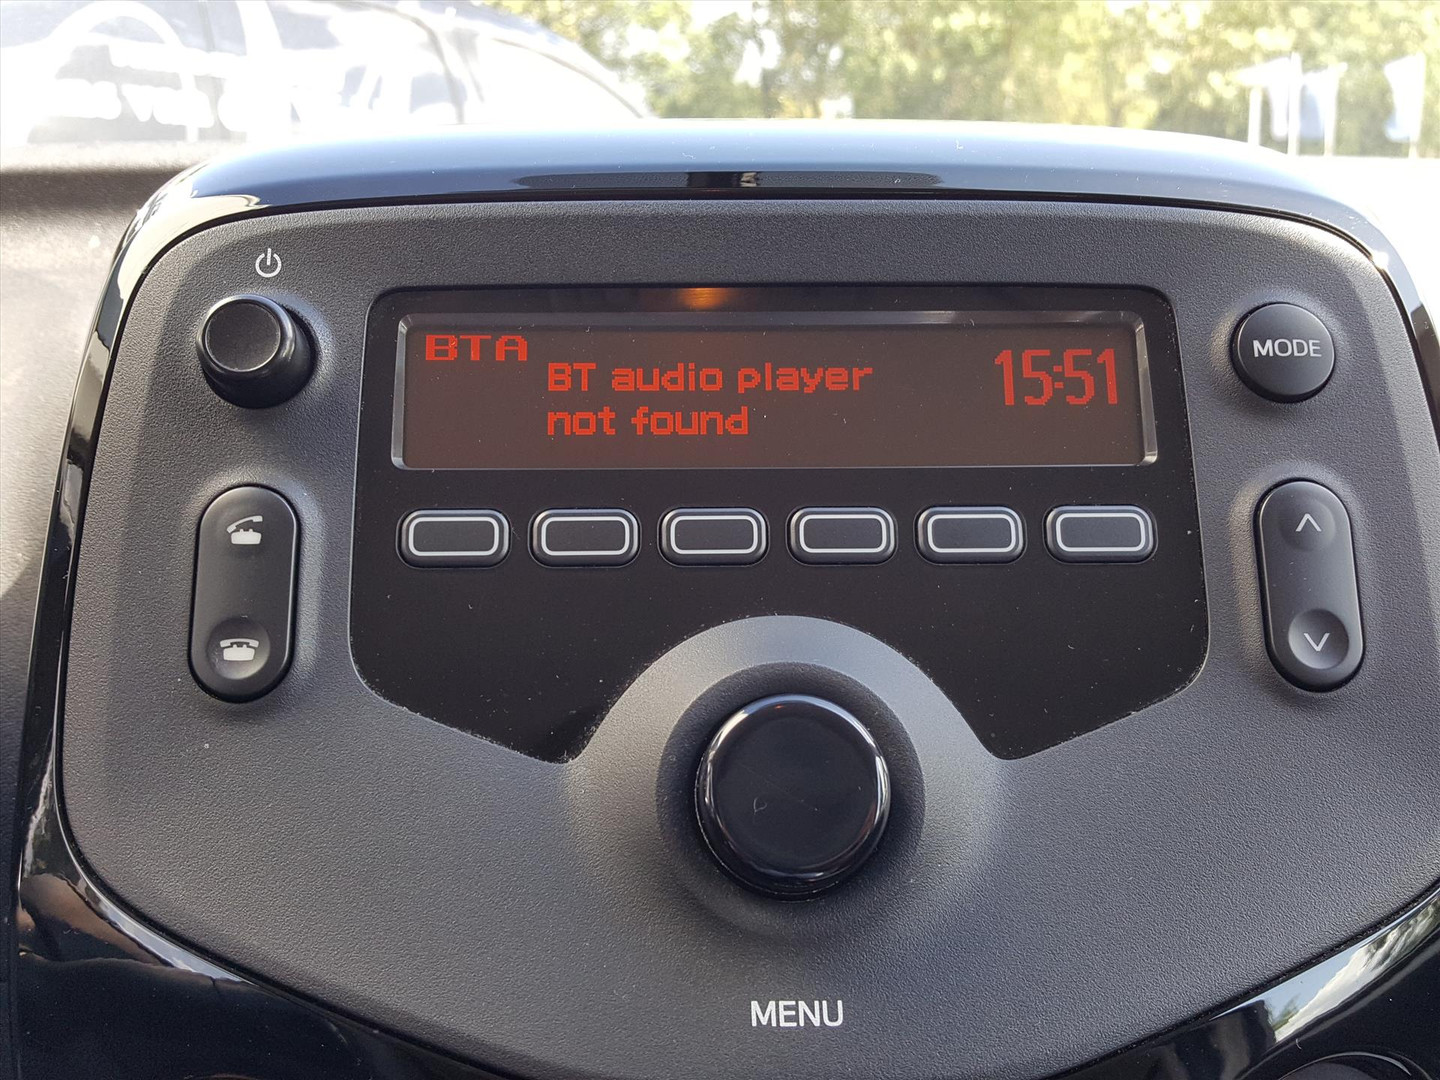 BTA
BT audio player
not found
15:51
MODE
MENU